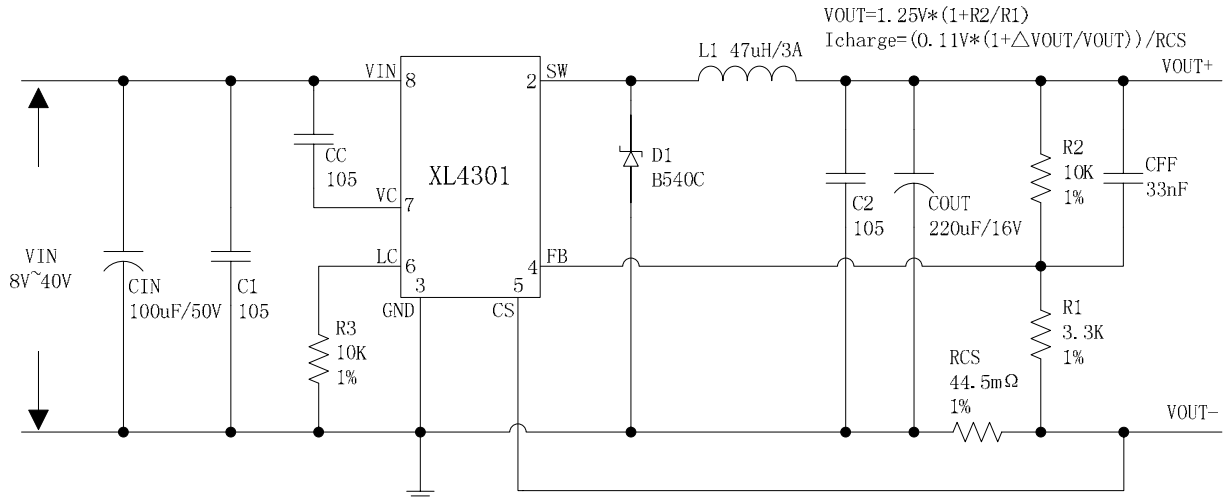 VOUT=1.25V*(1+R2/R1)
Icharge=(0.11V*(1+△VOUT/VOUT))/RCS
L1 47uH/3A
VIN
8
2
SW
VOUT+
CC
105
XL4301
D1
B540C
R2
10K
1%
CFF
33nF
VC
7
C2
105
COUT
220uF/16V
VIN
8V~40V
LC
6
4
FB
CIN
100uF/50V
C1
105
3
5
GND
CS
R3
10K
1%
R1
3.3K
1%
RCS
44.5mΩ
1%
VOUT-